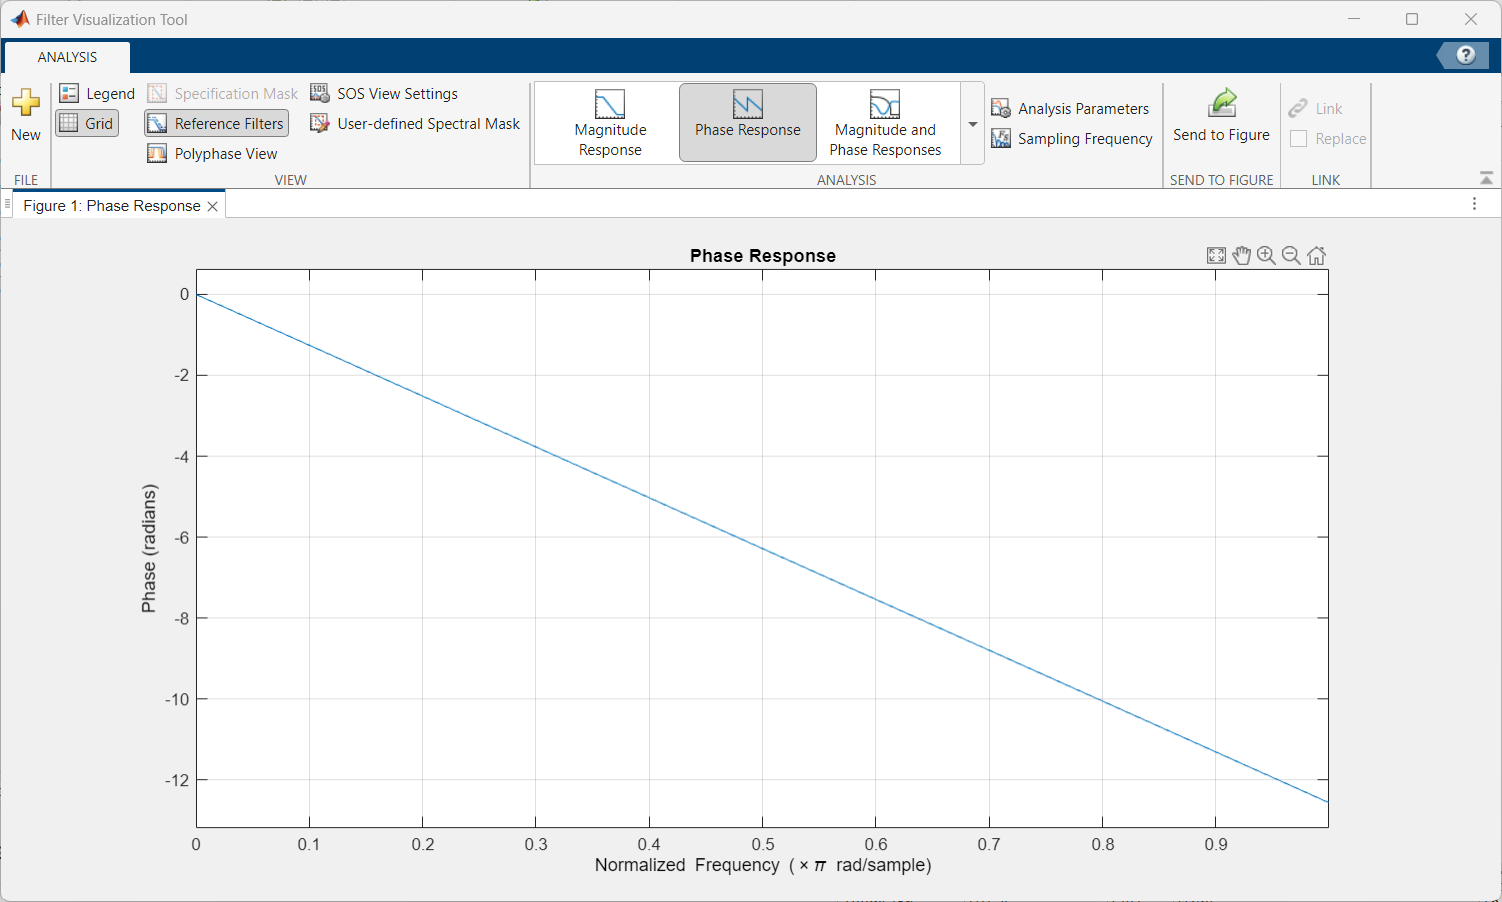 Filter Visualization Tool
ANALYSIS
?
New
Legend
Grid
Specification Mask
Reference Filters
Polyphase View
SOS View Settings
User-defined Spectral Mask
Magnitude
Response
Phase Response
Magnitude and
Phase Responses
Analysis Parameters
Sampling Frequency
Send to Figure
Link
Replace
FILE
VIEW
ANALYSIS
SEND TO FIGURE
LINK
Figure 1: Phase Response
Phase Response
0
-2
-4
-6
-8
-10
-12
Phase (radians)
0 0.1 0.2 0.3 0.4 0.5 0.6 0.7 0.8 0.9
Normalized Frequency (× π rad/sample)